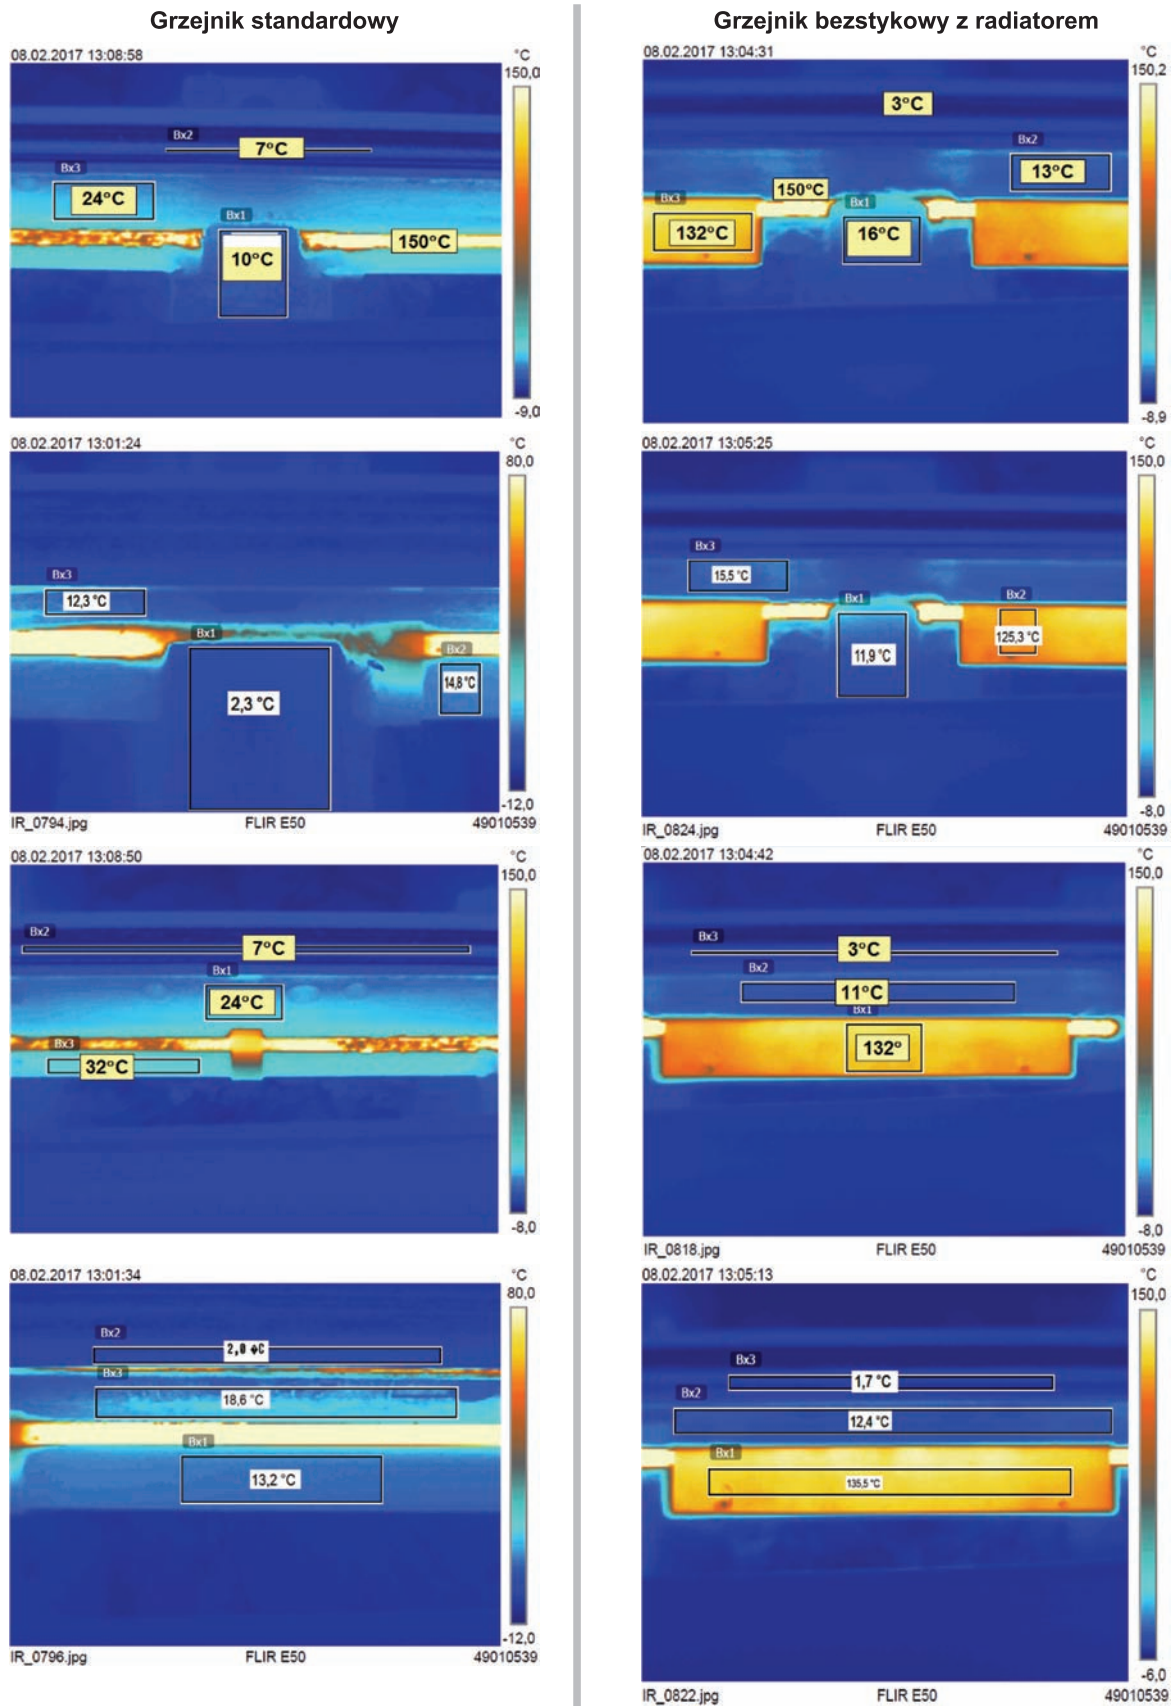 Grzejnik standardowy
08.02.2017 13:08:58
°C
150,0
Bx2
7°C
Bx3
24°C
Bx1
150°C
10°C
-9,0
08.02.2017 13:01:24
°C
80,0
Bx3
12,3 °C
Bx1
Bx2
14,8 °C
2,3 °C
-12,0
IR_0794.jpg FLIR E50 49010539
08.02.2017 13:08:50
°C
150,0
Bx2
7°C
Bx1
24°C
Bx3
32°C
-8,0
08.02.2017 13:01:34
°C
80,0
Bx2
2,0 �C
Bx3
18,6 °C
Bx1
13,2 °C
-12,0
IR_0796.jpg FLIR E50 49010539
Grzejnik bezstykowy z radiatorem
08.02.2017 13:04:31
°C
150,2
3°C
Bx2
13°C
150°C
Bx3
Bx1
132°C
16°C
-8,9
08.02.2017 13:05:25
°C
150,0
Bx3
15,5 °C
Bx1
Bx2
125,3 °C
11,9 °C
-8,0
IR_0824.jpg FLIR E50 49010539
08.02.2017 13:04:42
°C
150,0
Bx3
3°C
Bx2
11°C
Bx1
132°
-8,0
IR_0818.jpg FLIR E50 49010539
08.02.2017 13:05:13
°C
150,0
Bx3
1,7 °C
Bx2
12,4 °C
Bx1
135,5 °C
-6,0
IR_0822.jpg FLIR E50 49010539